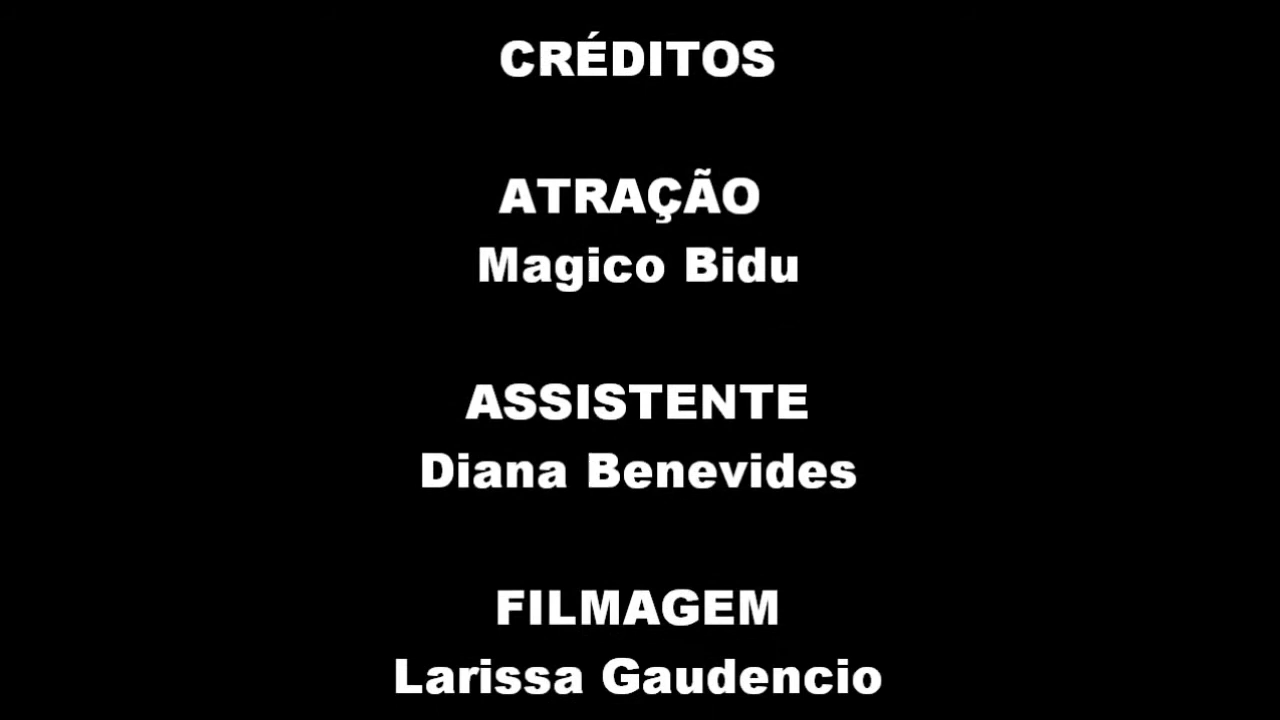 CRÉDITOS
ATRAÇÃO
Magico Bidu
ASSISTENTE
Diana Benevides
FILMAGEM
Larissa Gaudencio